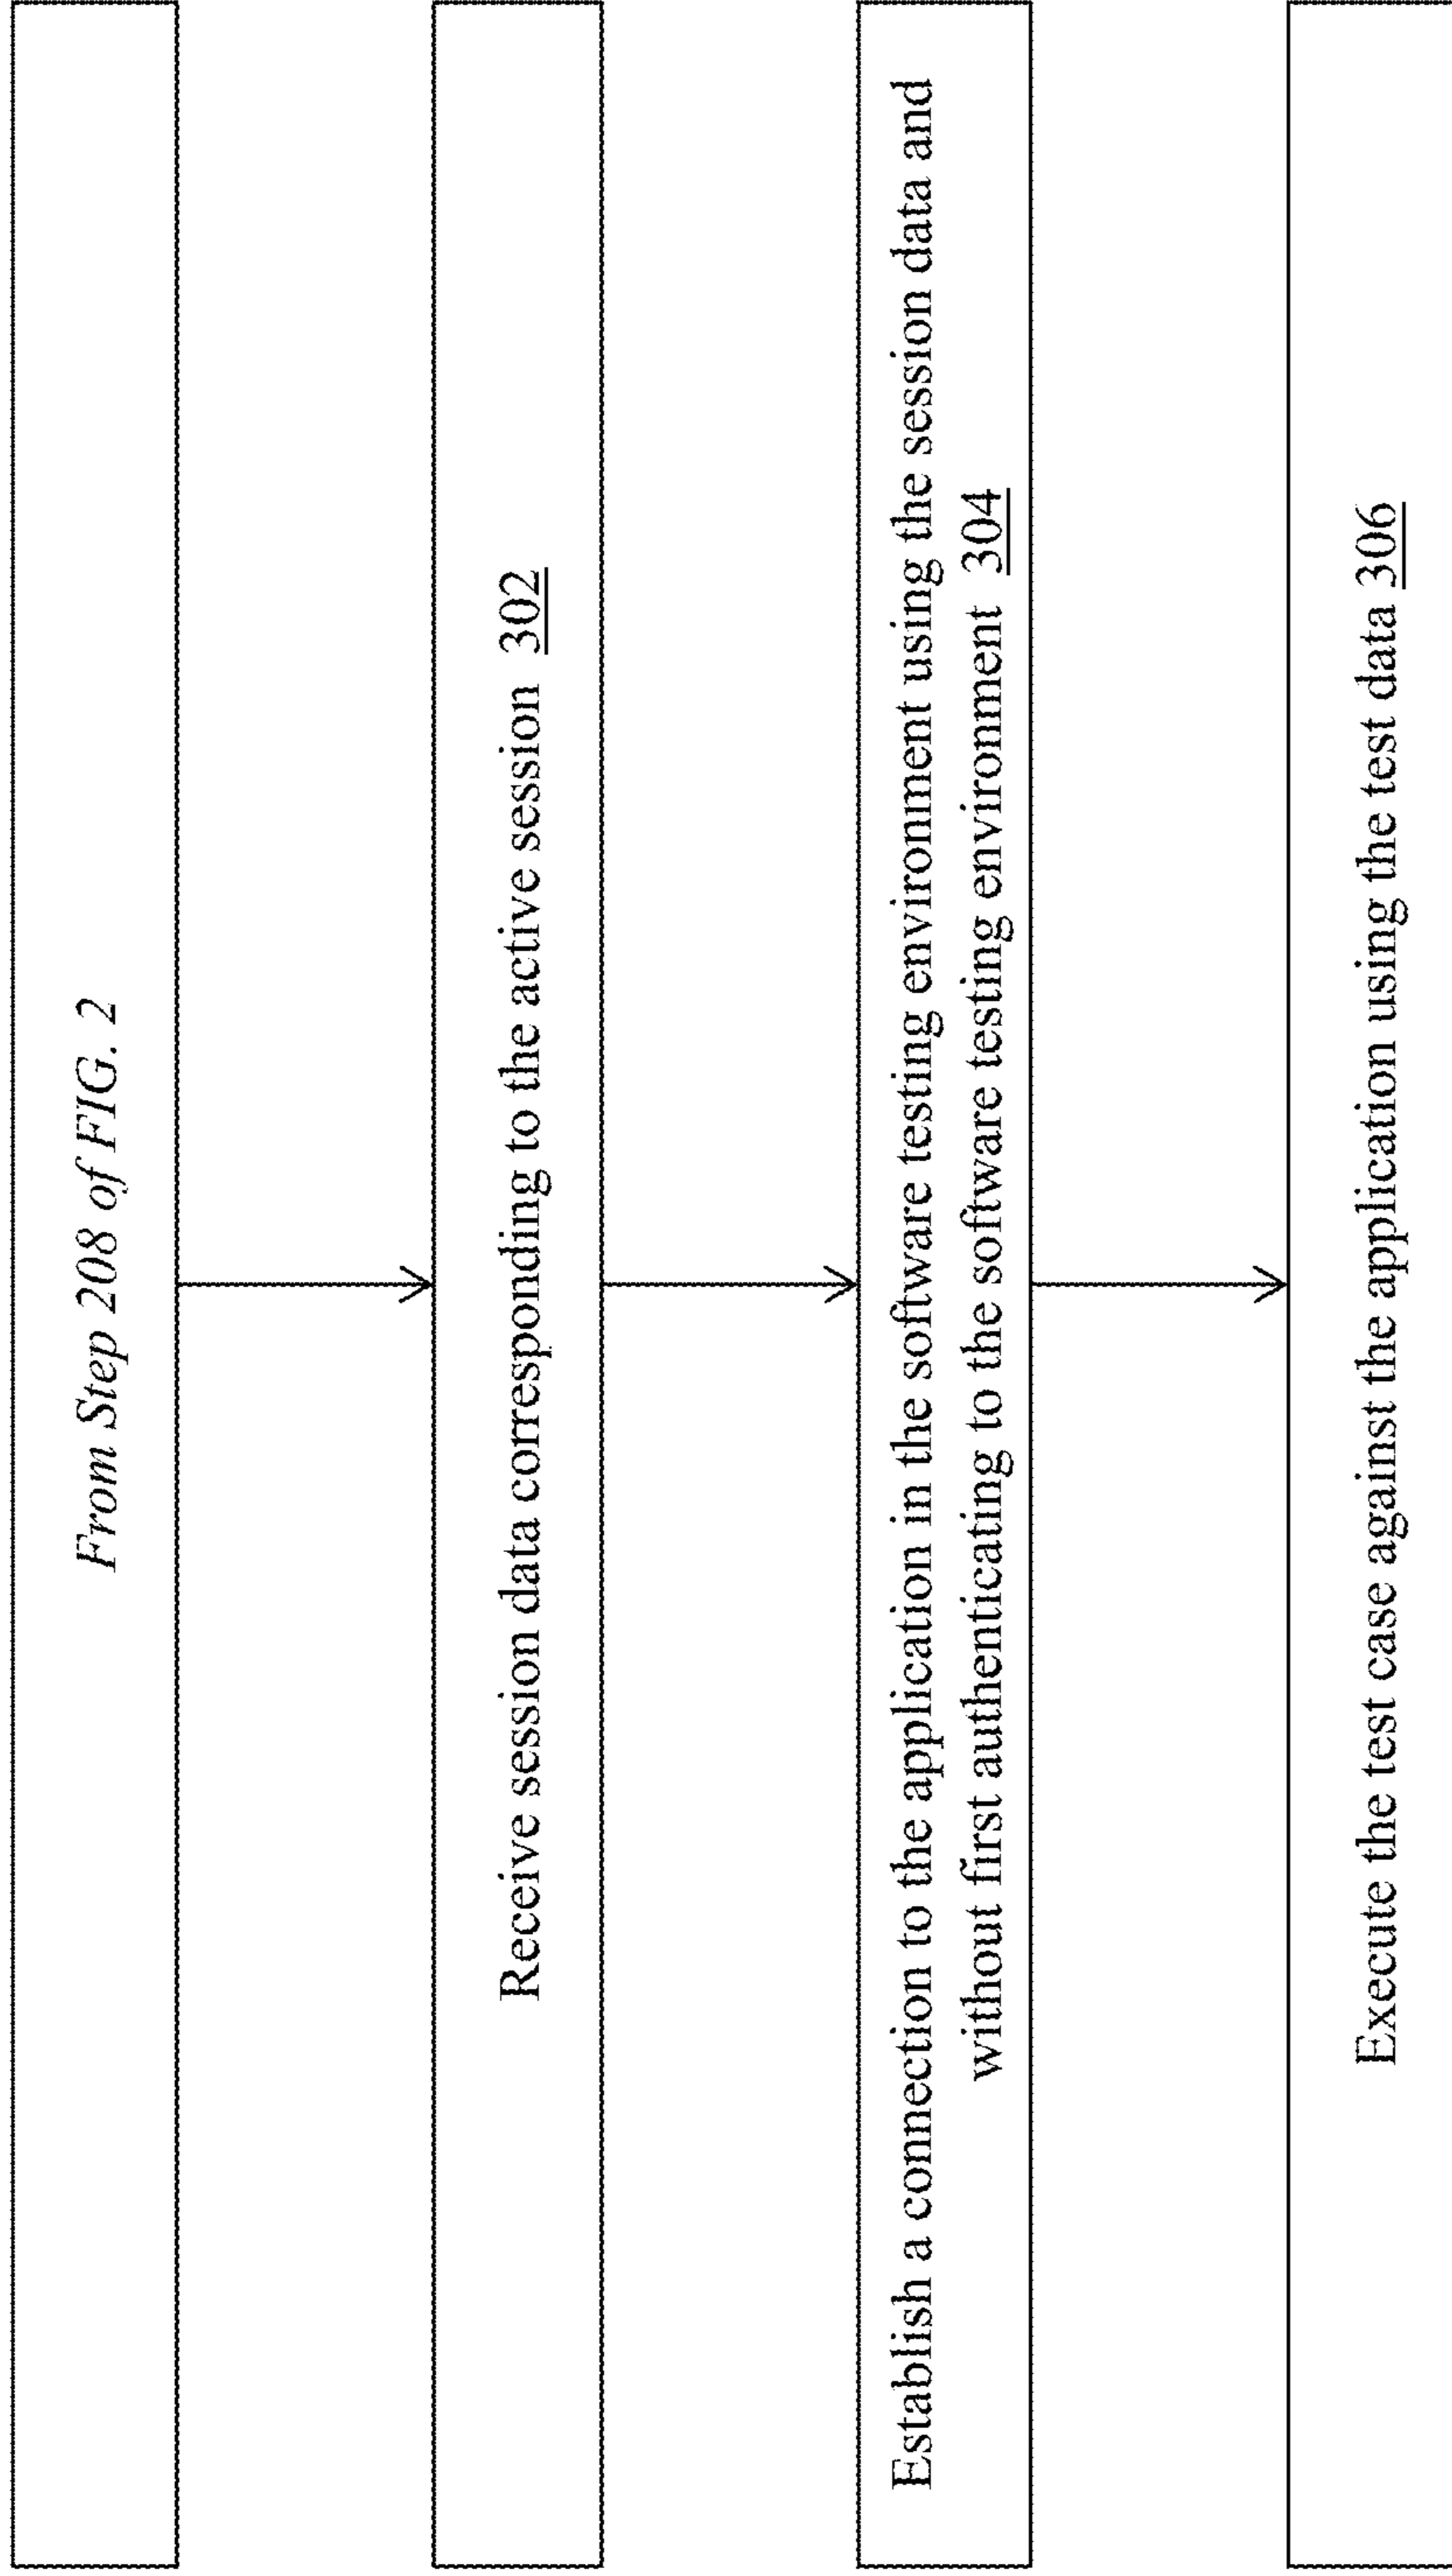 From Step 208 of FIG. 2
Receive session data corresponding to the active session 302
Establish a connection to the application in the software testing environment using the session data and
without first authenticating to the software testing environment 304
Execute the test case against the application using the test data 306